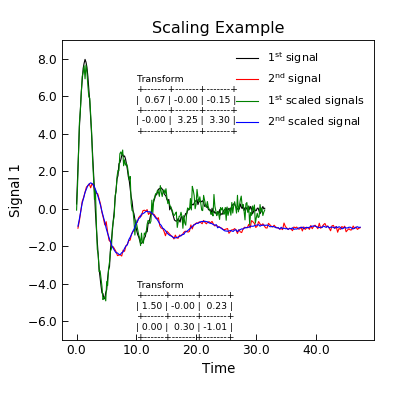 Scaling Example
Signal 1
8.0
6.0
4.0
2.0
0.0
−2.0
−4.0
−6.0
1st signal
2nd signal
1st scaled signals
2nd scaled signal
Transform
+-------+-------+-------+
| 0.67 | -0.00 | -0.15 |
+-------+-------+-------+
| -0.00 | 3.25 | 3.30 |
+-------+-------+-------+
Transform
+------+-------+-------+
| 1.50 | -0.00 | 0.23 |
+------+-------+-------+
| 0.00 | 0.30 | -1.01 |
+------+-------+-------+
0.0 10.0 20.0 30.0 40.0
Time